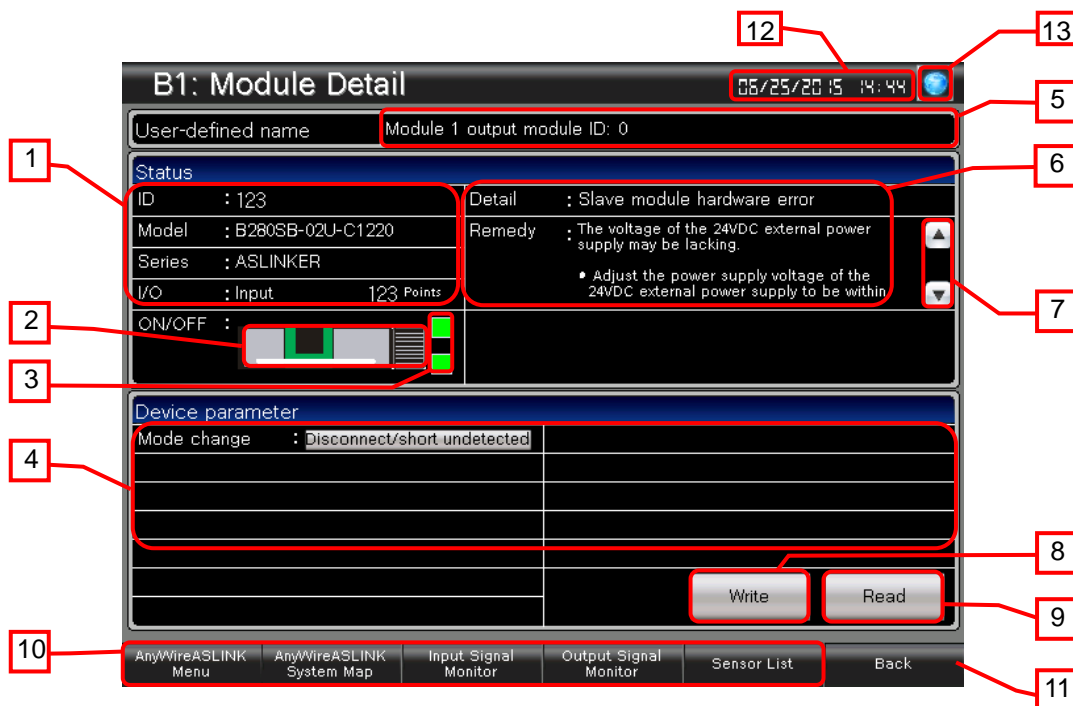 12
13
B1: Module Detail
06/25/2015 14:44
5
User-defined name
Module 1 output module ID: 0
1
6
Status
ID : 123
Detail : Slave module hardware error
Model : B280SB-02U-C1220
Remedy : The voltage of the 24VDC external power
supply may be lacking.
Series : ASLINKER
• Adjust the power supply voltage of the
I/O : Input 123 Points
24VDC external power supply to be within
7
2
ON/OFF :
3
Device parameter
Mode change : Disconnect/short undetected
4
8
Write
Read
9
10
AnyWireASLINK
Menu
AnyWireASLINK
System Map
Input Signal
Monitor
Output Signal
Monitor
Sensor List
Back
11